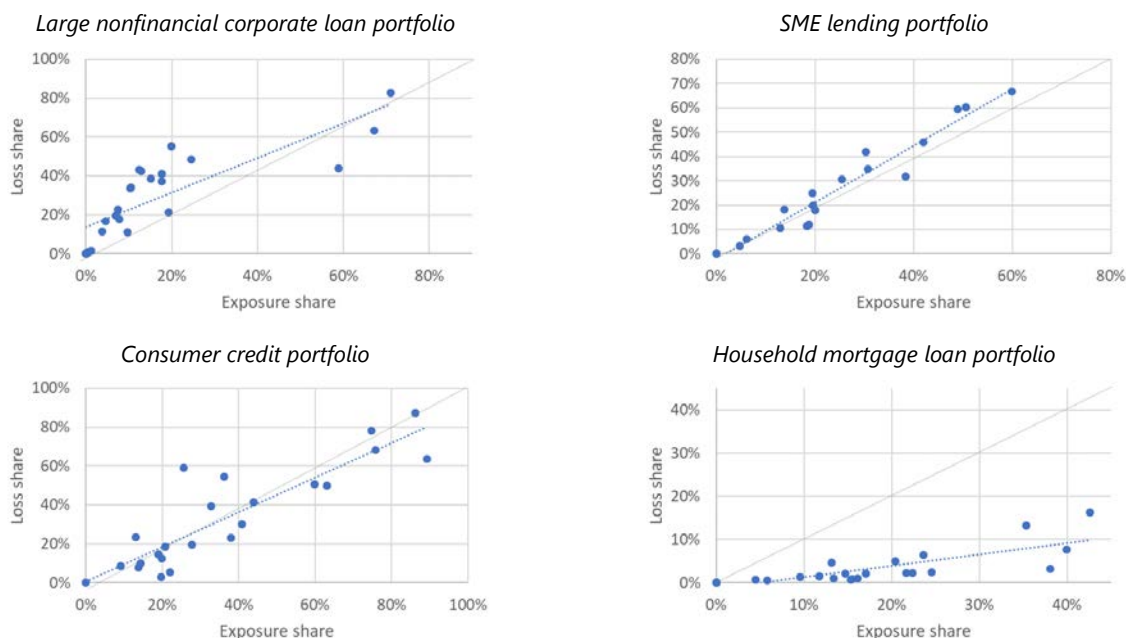 Large nonfinancial corporate loan portfolio
100%
80%
60%
40%
20%
0%
Loss share
0% 20% 40% 60% 80%
Exposure share
SME lending portfolio
80%
70%
60%
50%
40%
30%
20%
10%
0%
Loss share
0% 20% 40% 60% 80%
Exposure share
Consumer credit portfolio
100%
80%
60%
40%
20%
0%
Loss share
0% 20% 40% 60% 80% 100%
Exposure share
Household mortgage loan portfolio
40%
30%
20%
10%
0%
Loss share
0% 10% 20% 30% 40%
Exposure share